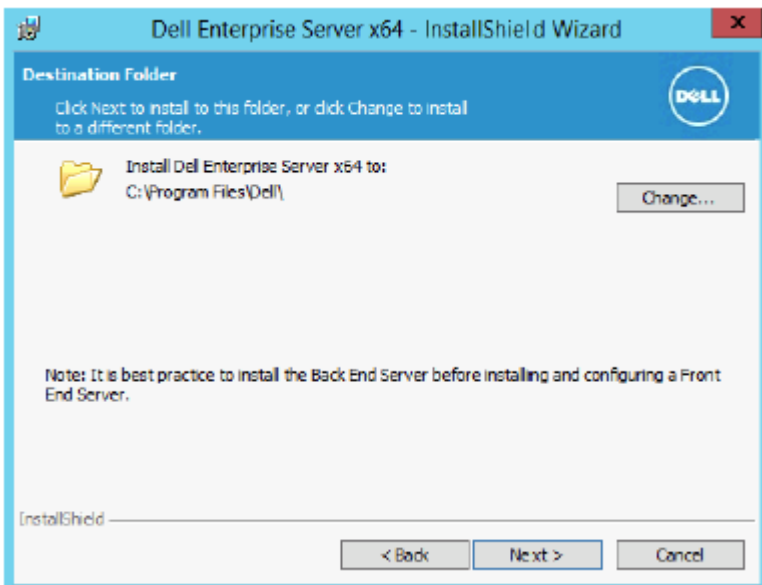 Dell Enterprise Server x64 - InstallShield Wizard
x
Destination Folder
Click Next to install to this folder, or click Change to install
to a different folder.
DELL
Install Dell Enterprise Server x64 to:
C:\Program Files\Dell\
Change...
Note: It is best practice to install the Back End Server before installing and configuring a Front
End Server.
InstallShield
< Back
Next >
Cancel